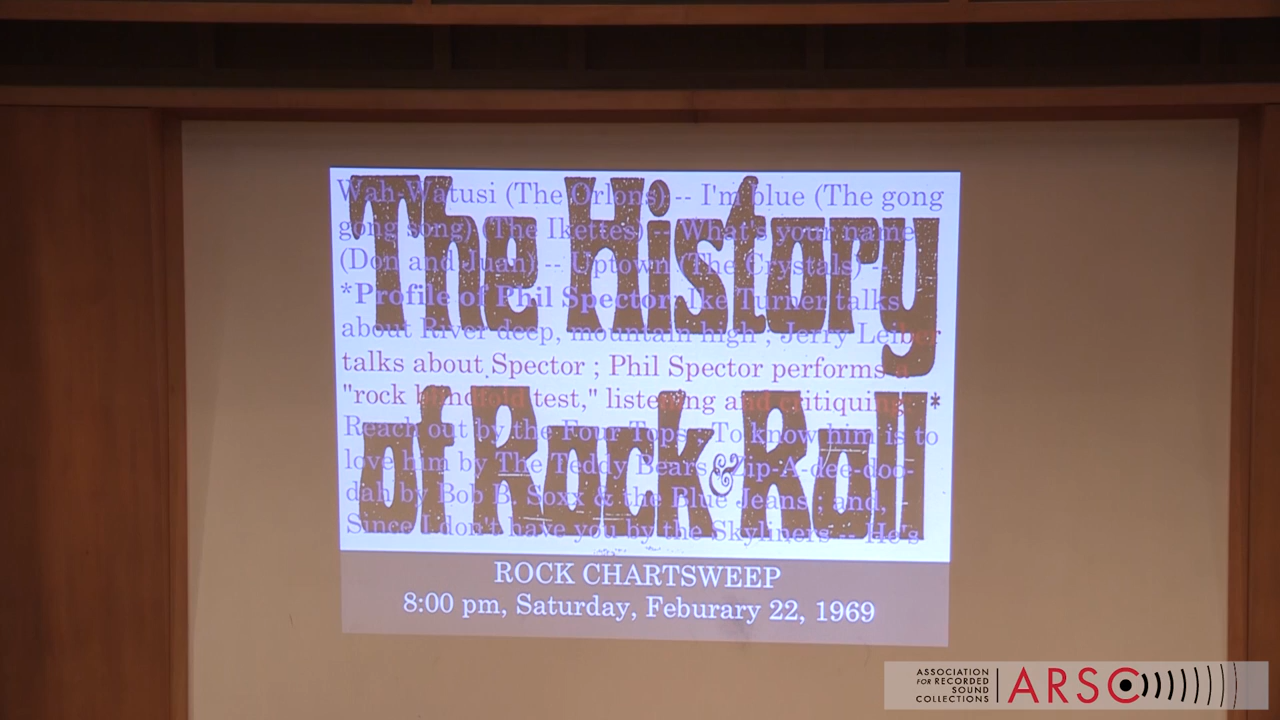 The History
of Rock & Roll
Wah Watusi (The Orlons) -- I'm blue (The gong
gong song) (The Ikettes) -- What's your name
(Don and Juan) -- Uptown (The Crystals) --
*Profile of Phil Spector: Ike Turner talks
about River deep, mountain high ; Jerry Leiber
talks about Spector ; Phil Spector performs a
"rock blindfold test," listening and critiquing: *
Reach out by the Four Tops ; To know him is to
love him by The Teddy Bears ; Zip-A-dee-doo-
dah by Bob B. Soxx & the Blue Jeans ; and,
Since I don't have you by the Skyliners -- He's
ROCK CHARTSWEEP
8:00 pm, Saturday, Feburary 22, 1969
ASSOCIATION
FOR RECORDED
SOUND
COLLECTIONS
ARSC